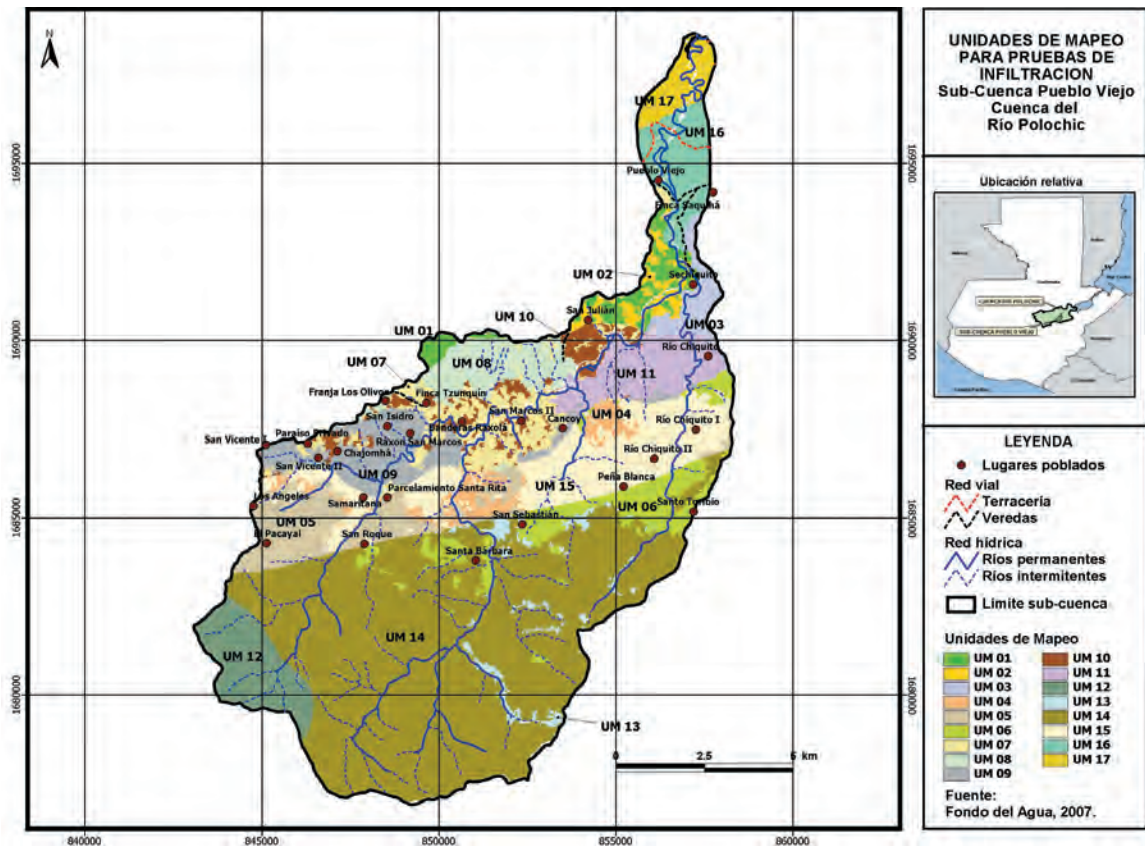 UNIDADES DE MAPEO
PARA PRUEBAS DE
INFILTRACION
Sub-Cuenca Pueblo Viejo
Cuenca del
Río Polochic
Ubicación relativa
LEYENDA
Lugares poblados
Red vial
Terracería
Veredas
Red hídrica
Ríos permanentes
Ríos intermitentes
Límite sub-cuenca
Unidades de Mapeo
UM 01
UM 02
UM 03
UM 04
UM 05
UM 06
UM 07
UM 08
UM 09
UM 10
UM 11
UM 12
UM 13
UM 14
UM 15
UM 16
UM 17
Fuente:
Fondo del Agua, 2007.
N
UM 17
UM 16
1695000
1695000
Pueblo Viejo
Finca Saquihá
UM 02
Sechiquito
San Julián
UM 10
UM 03
UM 01
1690000
1690000
Río Chiquito
UM 07
UM 08
UM 11
Franja Los Olivos
Finca Tzunquín
San Marcos II
UM 04
San Isidro
Banderas Raxolá
Cancoy
Río Chiquito I
San Vicente I
Paraíso Privado
Raxon San Marcos
Chajomhá
San Vicente II
Río Chiquito II
UM 09
Peña Blanca
Los Angeles
Samaritana
Parcelamiento Santa Rita
UM 15
UM 06
Santo Toribio
1685000
1685000
UM 05
San Sebastián
El Pacayal
San Roque
Santa Bárbara
UM 14
UM 12
1680000
1680000
UM 13
0
2.5
5 km
840000
845000
850000
855000
860000